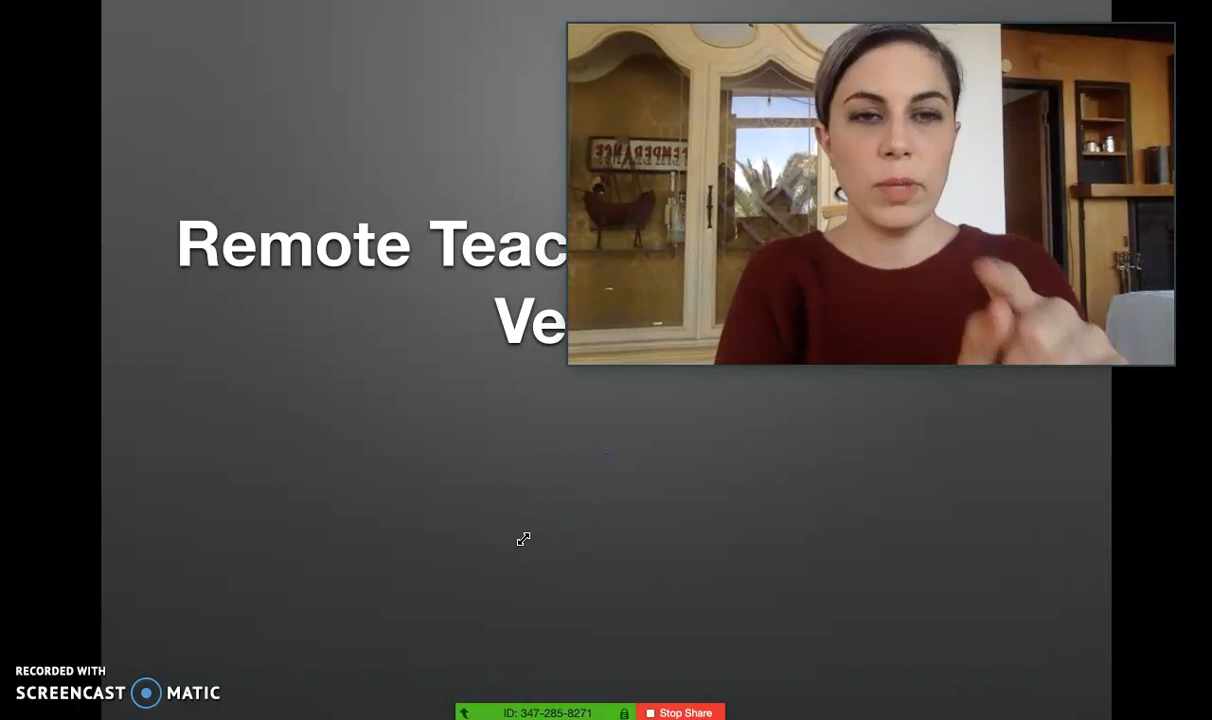 Remote Teac
Ve
TEMPERANCE
RECORDED WITH
SCREENCAST MATIC
ID: 347-285-8271
Stop Share